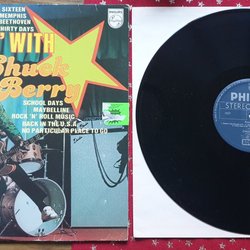 SIXTEEN
MEMPHIS
BEETHOVEN
THIRTY DAYS
WITH
Chuck
Berry
SCHOOL DAYS
MAYBELLINE
ROCK 'N' ROLL MUSIC
BACK IN THE U.S.A
NO PARTICULAR PLACE TO GO
PHIL
STEREO